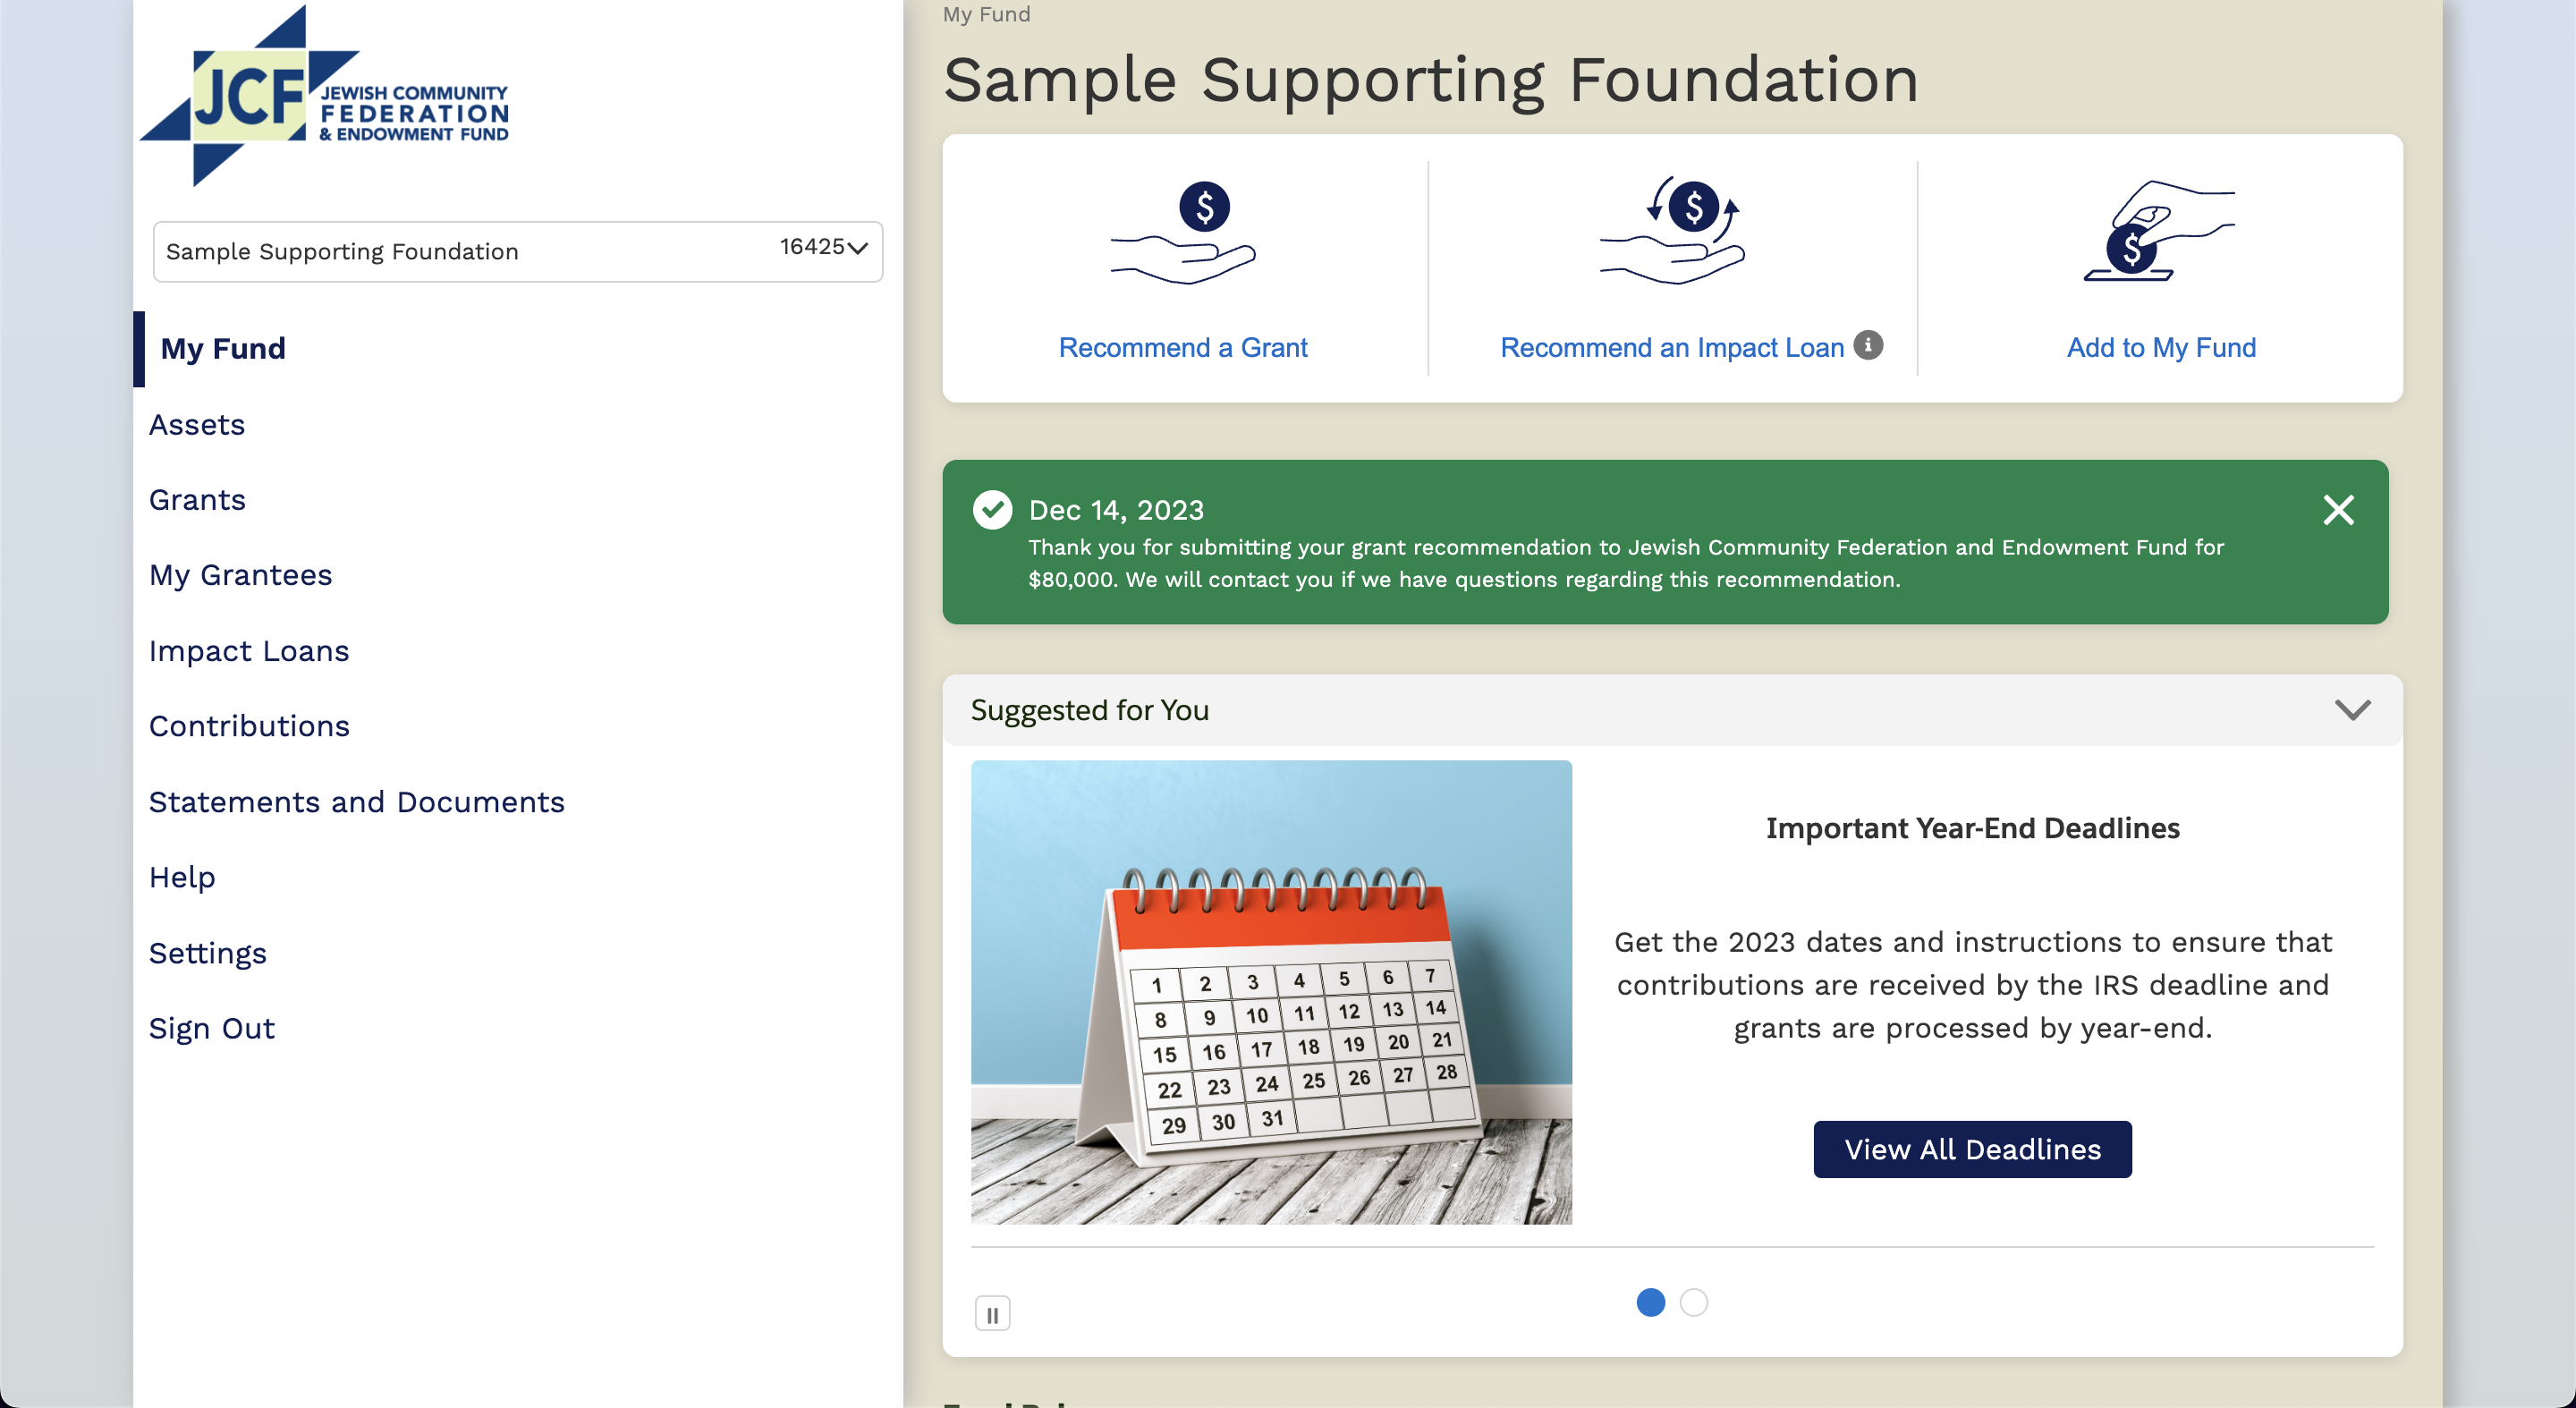 JCF
JEWISH COMMUNITY
FEDERATION
& ENDOWMENT FUND
Sample Supporting Foundation 16425
My Fund
Assets
Grants
My Grantees
Impact Loans
Contributions
Statements and Documents
Help
Settings
Sign Out
My Fund
Sample Supporting Foundation
$
Recommend a Grant
$
Recommend an Impact Loan i
$
Add to My Fund
Dec 14, 2023
Thank you for submitting your grant recommendation to Jewish Community Federation and Endowment Fund for
$80,000. We will contact you if we have questions regarding this recommendation.
Suggested for You
1 2 3 4 5 6 7
8 9 10 11 12 13 14
15 16 17 18 19 20 21
22 23 24 25 26 27 28
29 30 31
Important Year-End Deadlines
Get the 2023 dates and instructions to ensure that
contributions are received by the IRS deadline and
grants are processed by year-end.
View All Deadlines